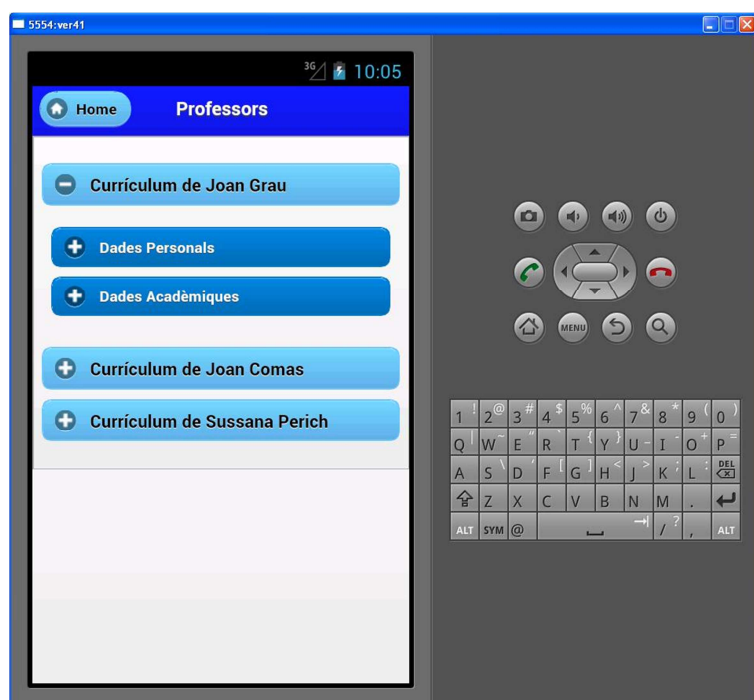 5554:ver41
3G 10:05
Home Professors
Currículum de Joan Grau
Dades Personals
Dades Acadèmiques
Currículum de Joan Comas
Currículum de Sussana Perich
MENU
1 ! 2 @ 3 # 4 $ 5 % 6 ^ 7 & 8 * 9 ( 0 )
Q | W ~ E " R ` T { Y } U _ I - O + P =
A S \ D ' F [ G ] H < J > K ; L : DEL
Z X C V B N M .
ALT SYM @ / ? , ALT